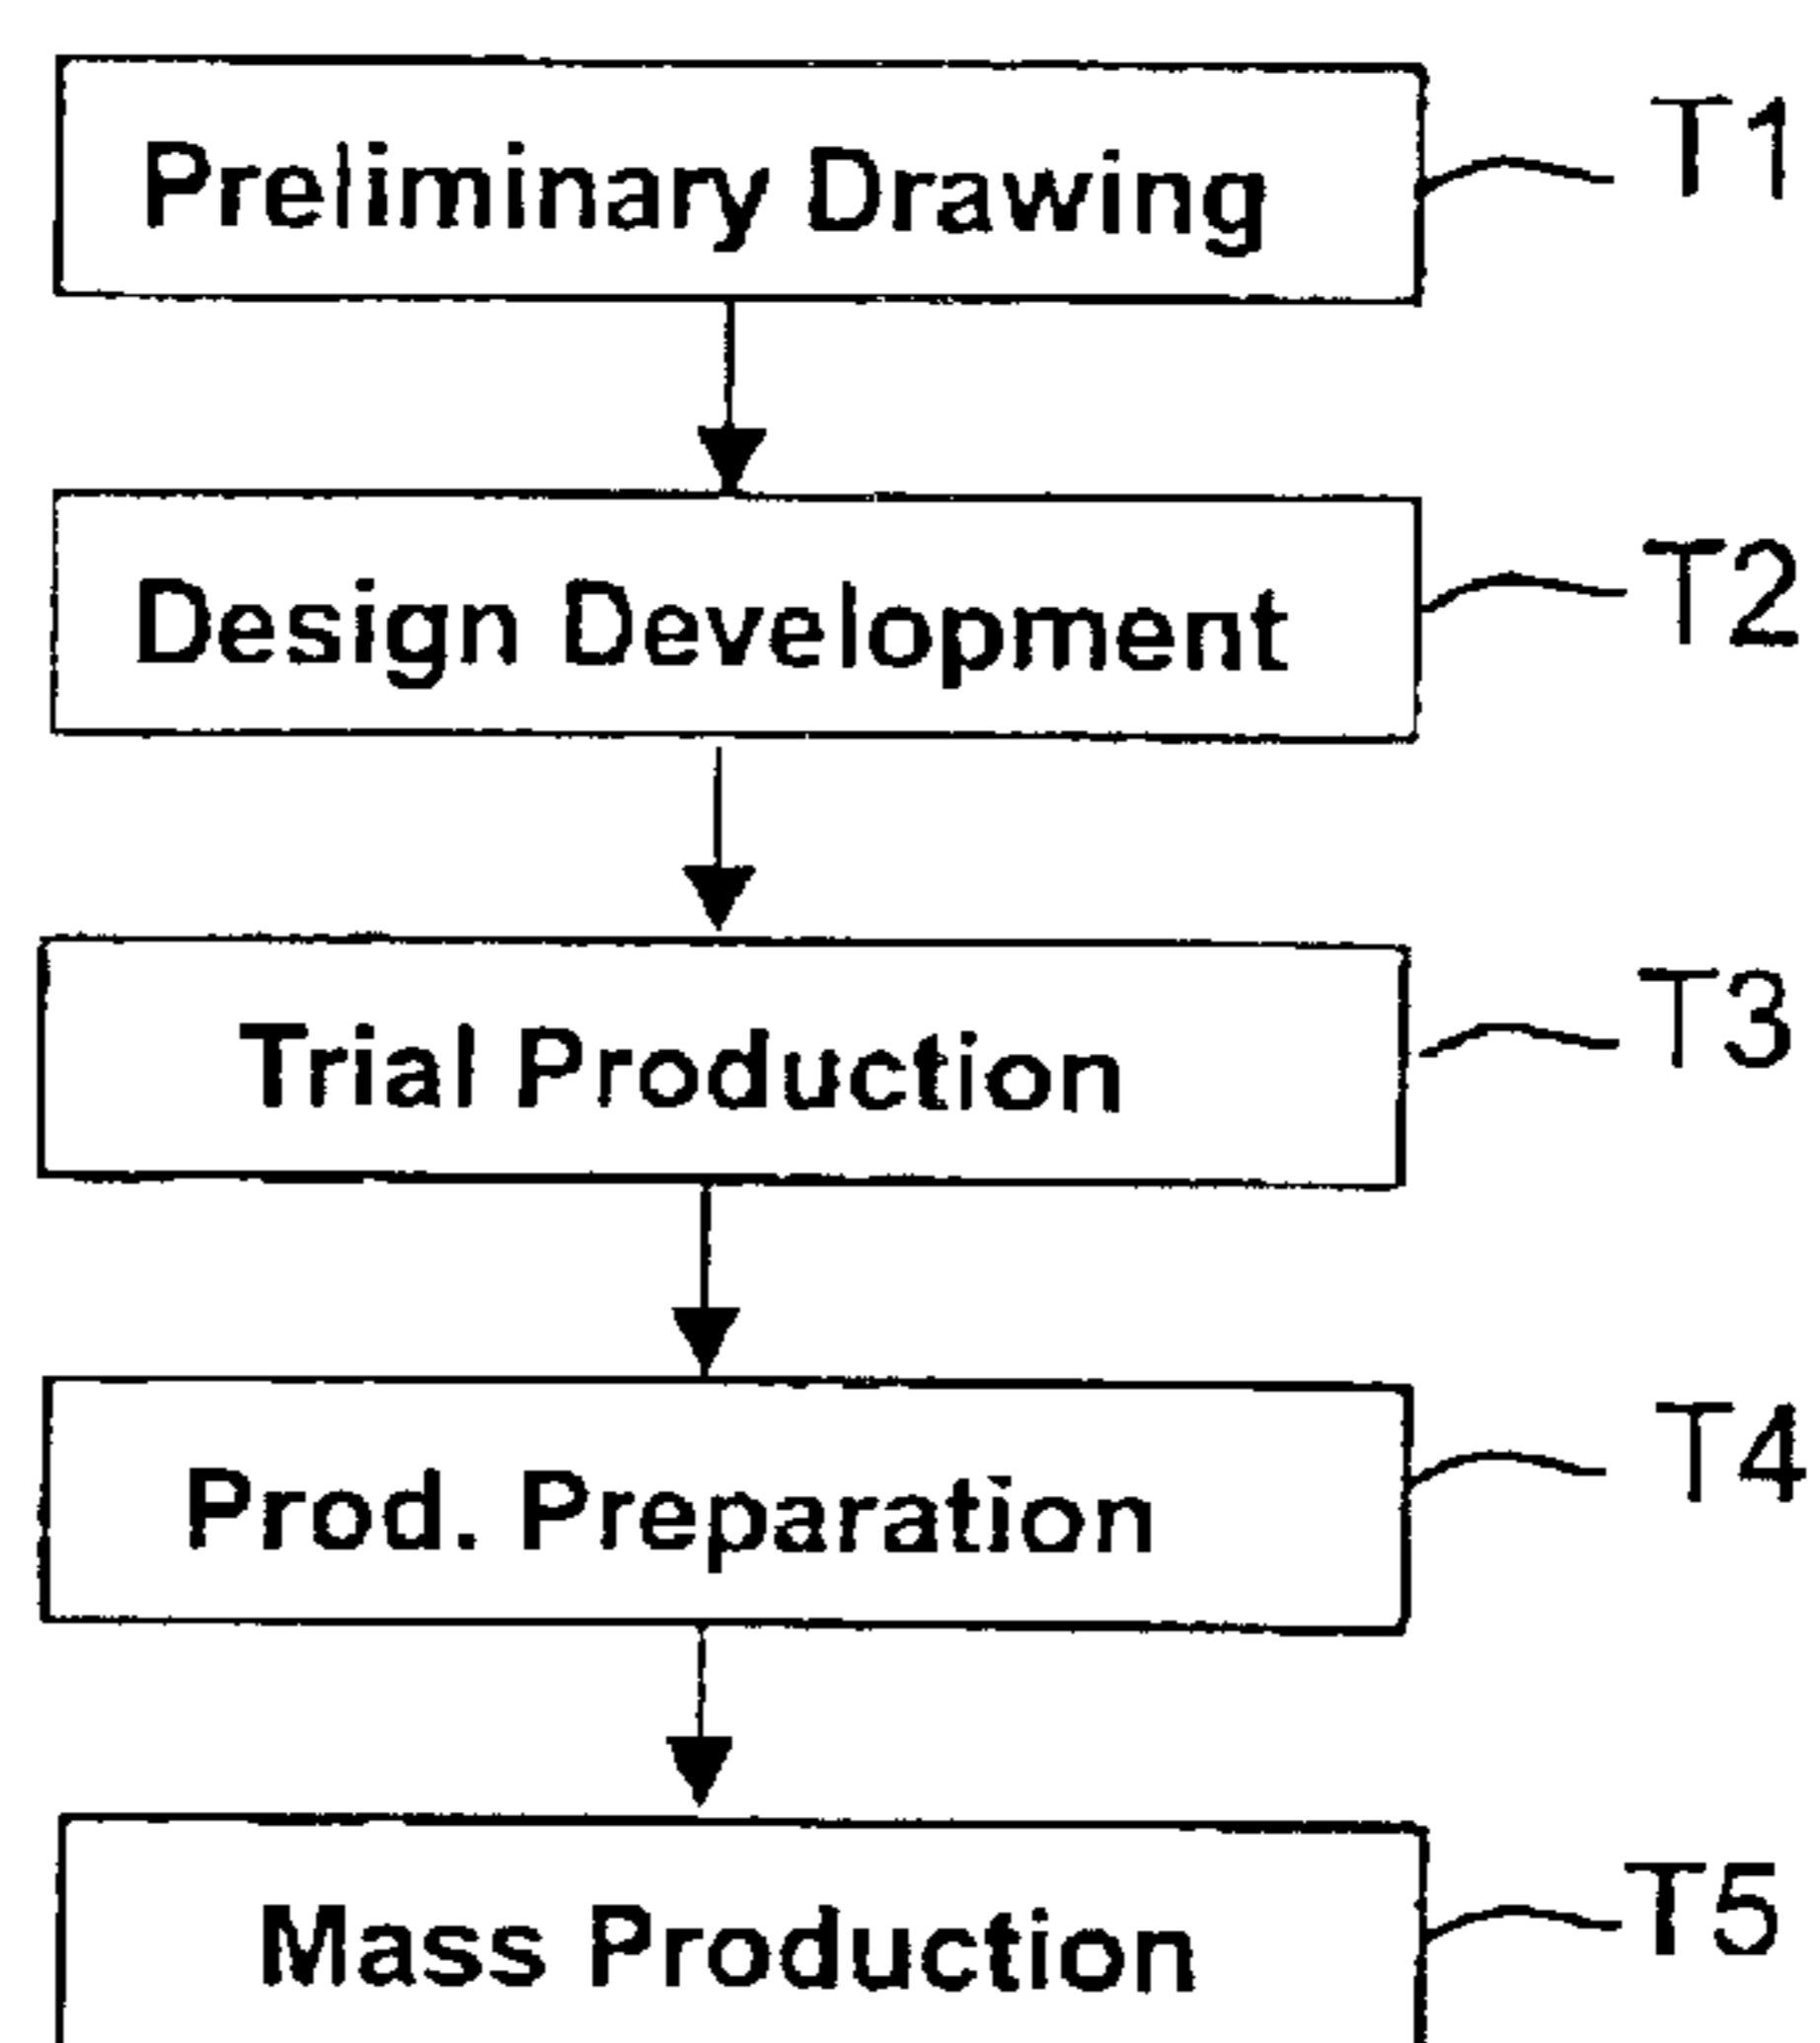 Preliminary Drawing T1
Design Development T2
Trial Production T3
Prod. Preparation T4
Mass Production T5